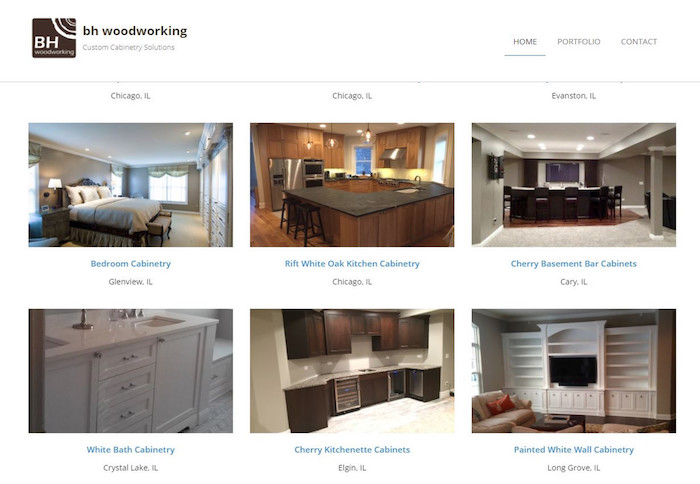 BH
woodworking
bh woodworking
Custom Cabinetry Solutions
HOME PORTFOLIO CONTACT
Chicago, IL Chicago, IL Evanston, IL
Bedroom Cabinetry Rift White Oak Kitchen Cabinetry Cherry Basement Bar Cabinets
Glenview, IL Chicago, IL Cary, IL
White Bath Cabinetry Cherry Kitchenette Cabinets Painted White Wall Cabinetry
Crystal Lake, IL Elgin, IL Long Grove, IL